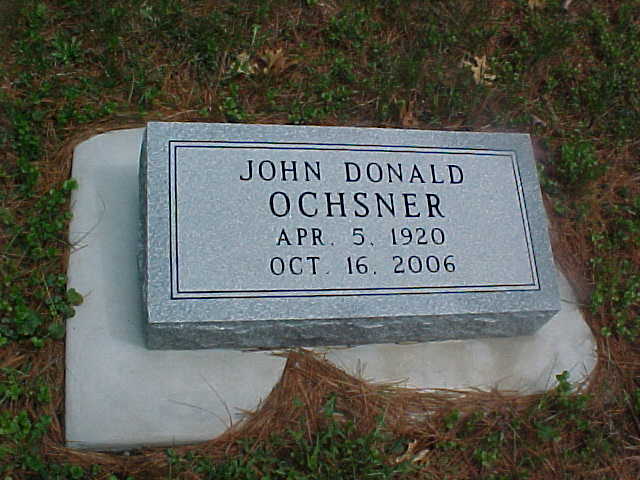 JOHN DONALD
OCHSNER
APR. 5, 1920
OCT. 16, 2006